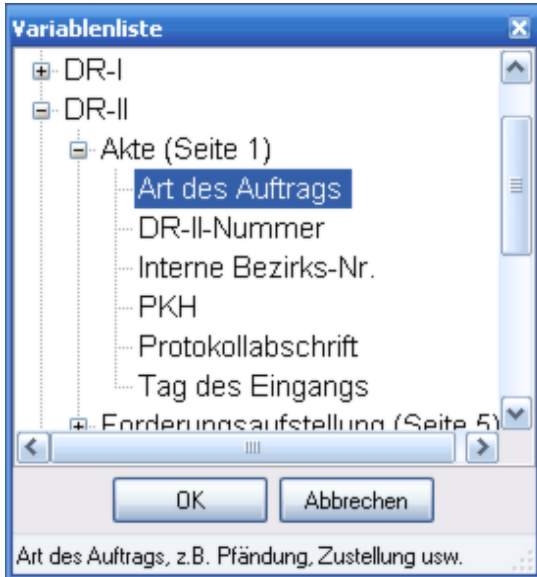 Variablenliste
DR-I
DR-II
Akte (Seite 1)
Art des Auftrags
DR-II-Nummer
Interne Bezirks-Nr.
PKH
Protokollabschrift
Tag des Eingangs
Forderungsaufstellung (Seite 5)
OK Abbrechen
Art des Auftrags, z.B. Pfändung, Zustellung usw.